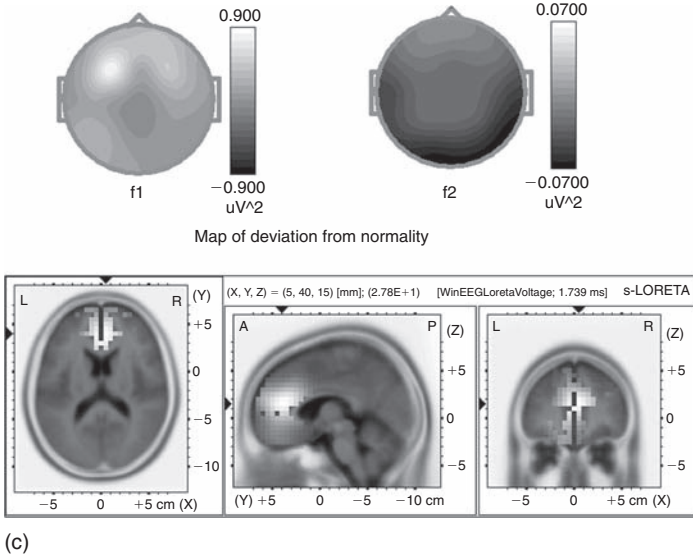 0.900
−0.900
uV^2
f1
0.0700
−0.0700
uV^2
f2
Map of deviation from normality
(X, Y, Z) = (5, 40, 15) [mm]; (2.78E+1) [WinEEGLoretaVoltage; 1.739 ms] s-LORETA
L R (Y)
+5
0
−5
−10
−5 0 +5 cm (X)
A P (Z)
+5
0
−5
(Y) +5 0 −5 −10 cm
L R (Z)
+5
0
−5
−5 0 +5 cm (X)
(c)